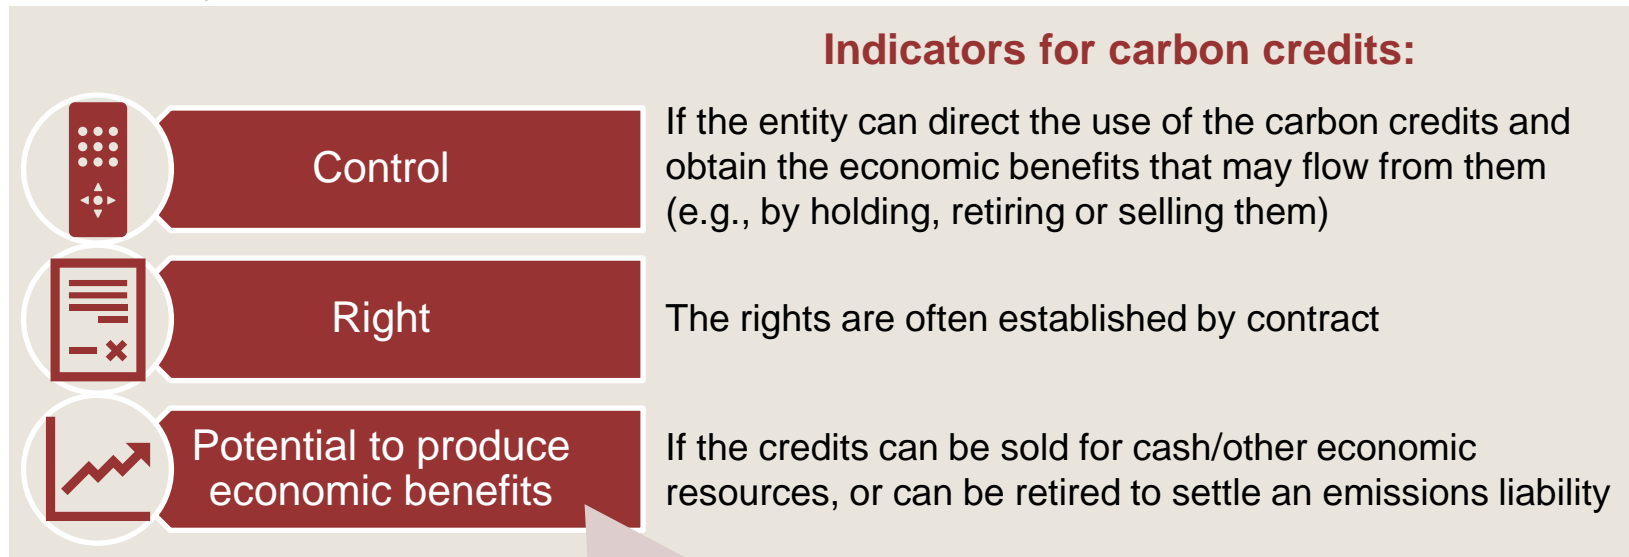 Indicators for carbon credits:
Control
If the entity can direct the use of the carbon credits and
obtain the economic benefits that may flow from them
(e.g., by holding, retiring or selling them)
Right
The rights are often established by contract
Potential to produce
economic benefits
If the credits can be sold for cash/other economic
resources, or can be retired to settle an emissions liability